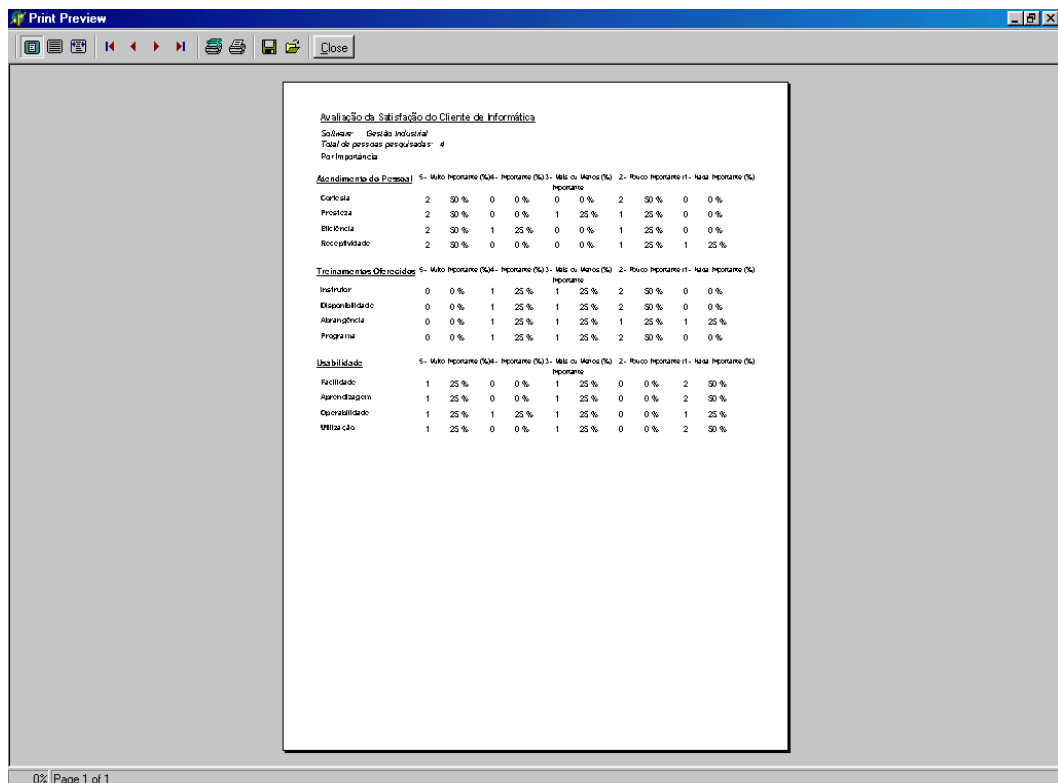 Print Preview
Close
Avaliação da Satisfação do Cliente de Informática
Software: Gestão Industrial
Total de pessoas pesquisadas: 4
Por Importância
Atendimento do Pessoal 5- Muito Importante (%)4- Importante (%)3- Mais ou Menos (%) 2- Pouco Importante 1- Nada Importante (%)
Importante
Cortesia 2 50 % 0 0 % 0 0 % 2 50 % 0 0 %
Presteza 2 50 % 0 0 % 1 25 % 1 25 % 0 0 %
Eficiência 2 50 % 1 25 % 0 0 % 1 25 % 0 0 %
Receptividade 2 50 % 0 0 % 0 0 % 1 25 % 1 25 %
Treinamentos Oferecidos 5- Muito Importante (%)4- Importante (%)3- Mais ou Menos (%) 2- Pouco Importante 1- Nada Importante (%)
Importante
Instrutor 0 0 % 1 25 % 1 25 % 2 50 % 0 0 %
Disponibilidade 0 0 % 1 25 % 1 25 % 2 50 % 0 0 %
Abrangência 0 0 % 1 25 % 1 25 % 1 25 % 1 25 %
Programa 0 0 % 1 25 % 1 25 % 2 50 % 0 0 %
Usabilidade 5- Muito Importante (%)4- Importante (%)3- Mais ou Menos (%) 2- Pouco Importante 1- Nada Importante (%)
Importante
Facilidade 1 25 % 0 0 % 1 25 % 0 0 % 2 50 %
Aprendizagem 1 25 % 0 0 % 1 25 % 0 0 % 2 50 %
Operabilidade 1 25 % 1 25 % 1 25 % 0 0 % 1 25 %
Utilização 1 25 % 0 0 % 1 25 % 0 0 % 2 50 %
0% Page 1 of 1